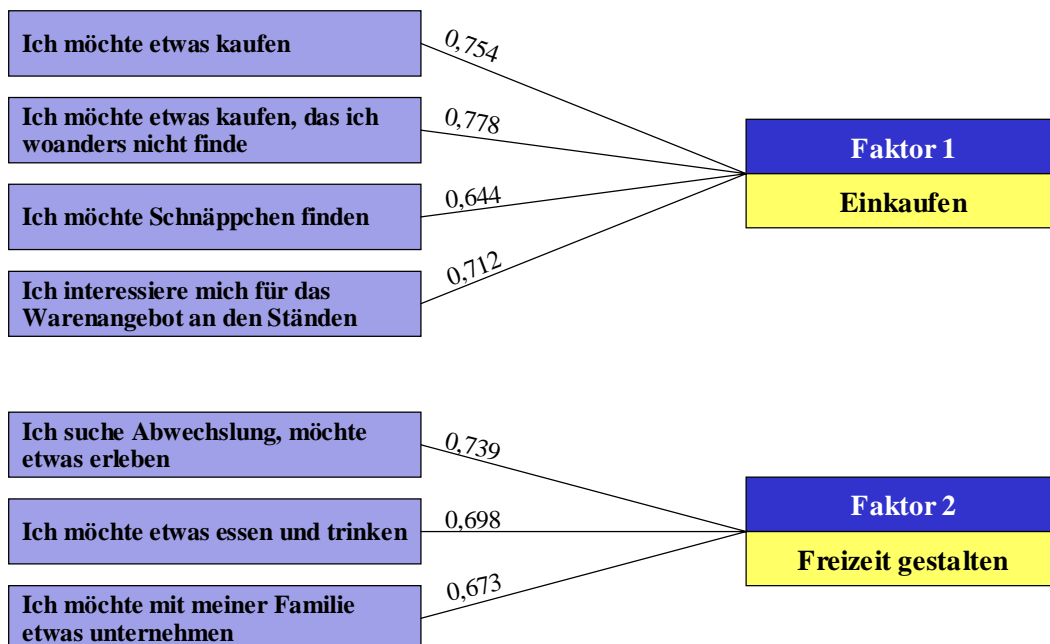 Ich möchte etwas kaufen
0,754
Ich möchte etwas kaufen, das ich
woanders nicht finde
0,778
Ich möchte Schnäppchen finden
0,644
Ich interessiere mich für das
Warenangebot an den Ständen
0,712
Faktor 1
Einkaufen
Ich suche Abwechslung, möchte
etwas erleben
0,739
Ich möchte etwas essen und trinken
0,698
Ich möchte mit meiner Familie
etwas unternehmen
0,673
Faktor 2
Freizeit gestalten